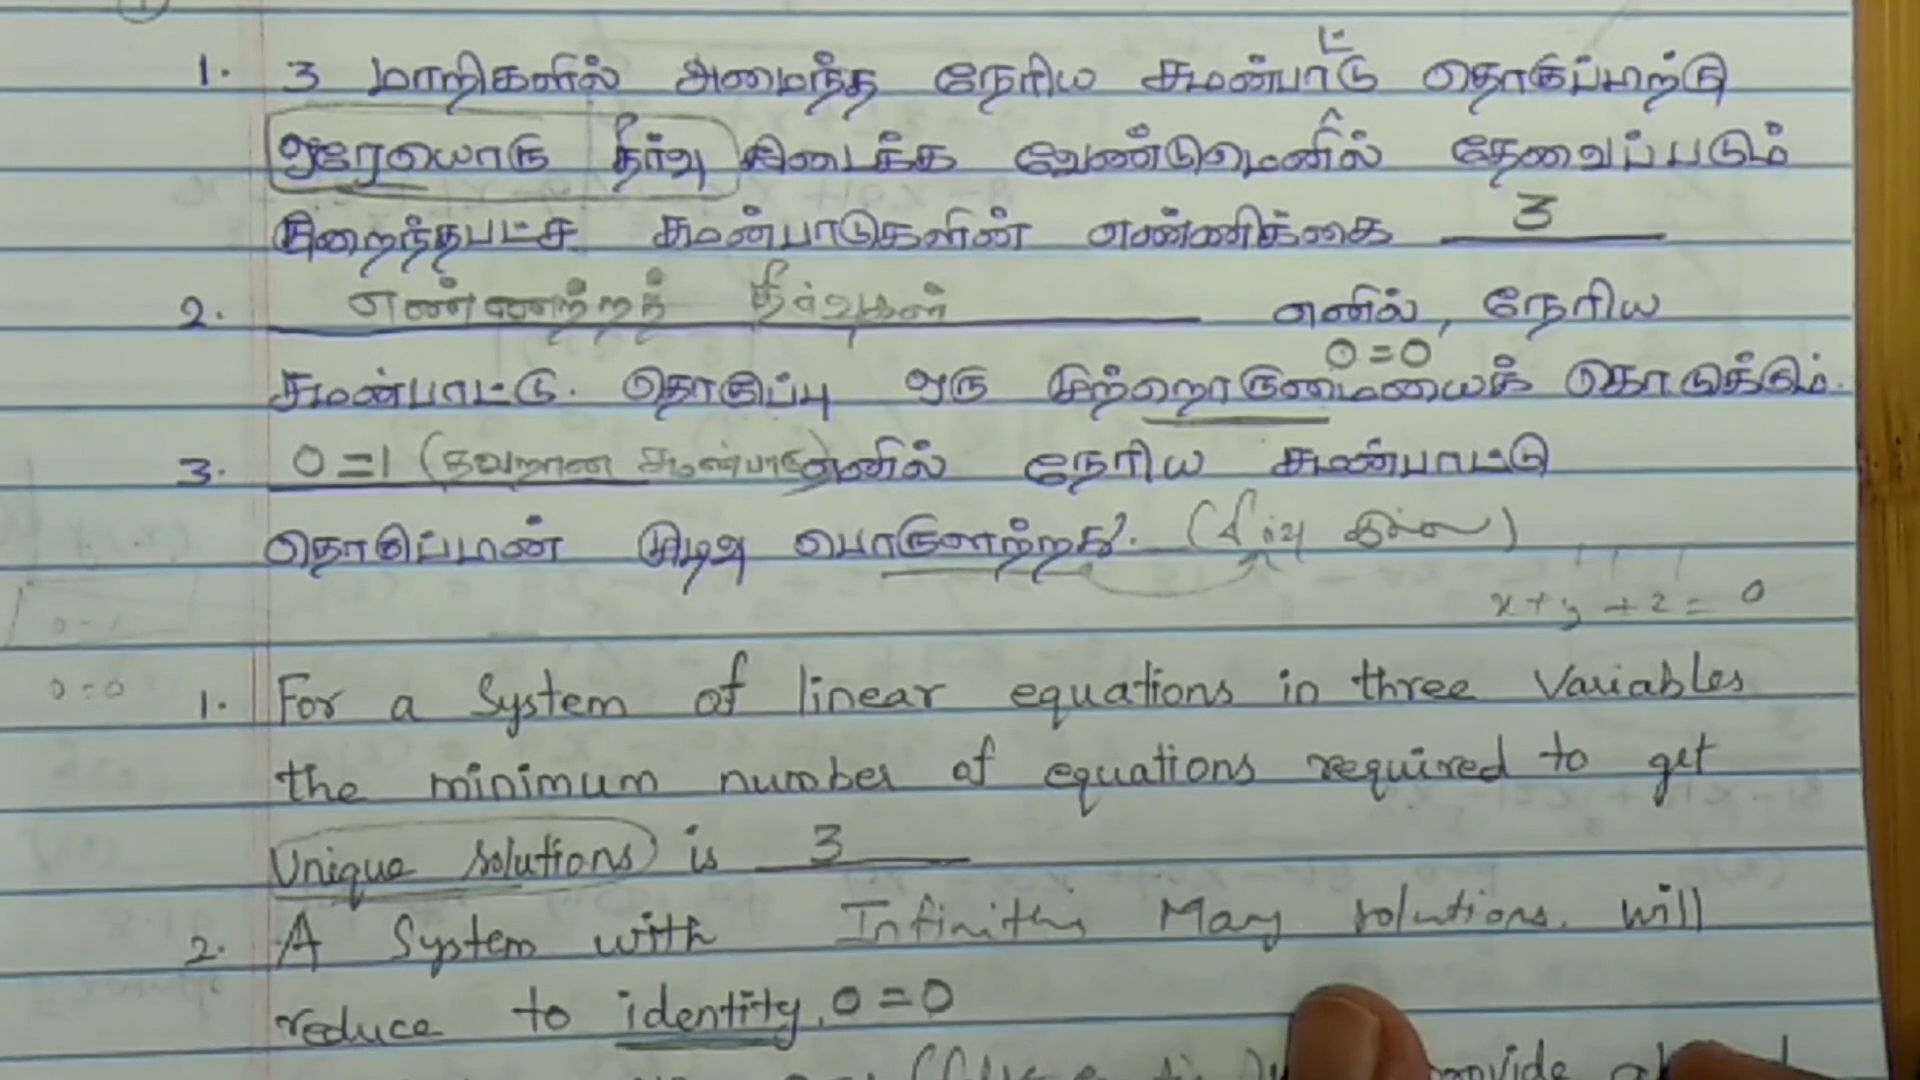 1. 3 மாறிகளில் அமைந்த நேரிய சமன்பாட்டு தொகுப்பிற்கு
ஒரேயொரு தீர்வு கிடைக்க வேண்டுமெனில் தேவைப்படும்
குறைந்தபட்ச சமன்பாடுகளின் எண்ணிக்கை 3
2. எண்ணற்றத் தீர்வுகள் எனில், நேரிய
0=0
சமன்பாட்டு தொகுப்பு ஒரு முற்றொருமையைக் கொடுக்கும்.
3. 0=1 (தவறான சமன்பாடு) எனில் நேரிய சமன்பாட்டு
தொகுப்பின் முடிவு பொருளற்றது. (தீர்வு இல்லை)
x+y+z=0
0=0
1. For a System of linear equations in three Variables
the minimum number of equations required to get
Unique solutions is 3
2. A System with Infinitely Many solutions. will
reduce to identity. 0=0
provide